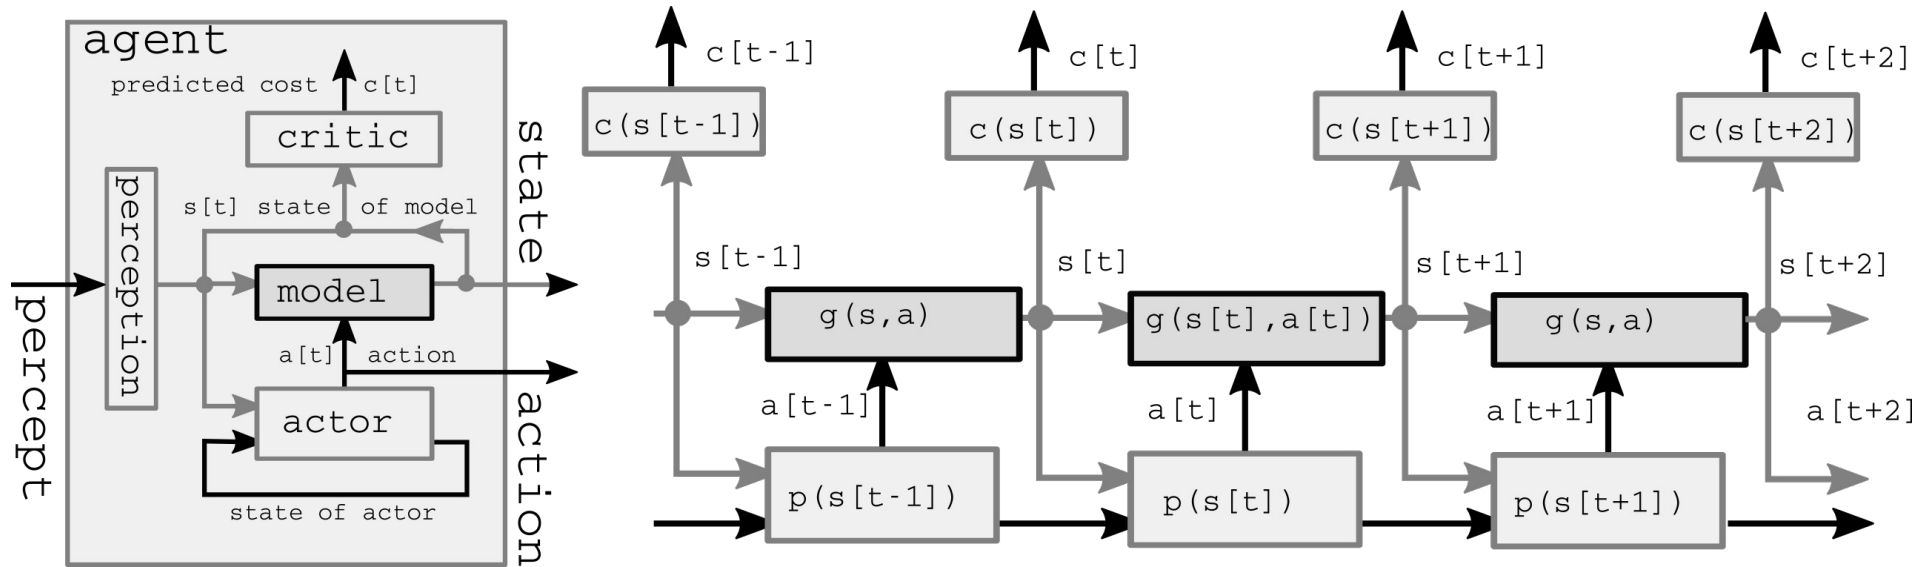 agent
predicted cost c[t]
critic
perception
s[t] state of model
model
a[t] action
actor
state of actor
percept
state
action
c[t-1]
c[t]
c[t+1]
c[t+2]
c(s[t-1])
c(s[t])
c(s[t+1])
c(s[t+2])
s[t-1]
s[t]
s[t+1]
s[t+2]
g(s,a)
g(s[t],a[t])
g(s,a)
a[t-1]
a[t]
a[t+1]
a[t+2]
p(s[t-1])
p(s[t])
p(s[t+1])